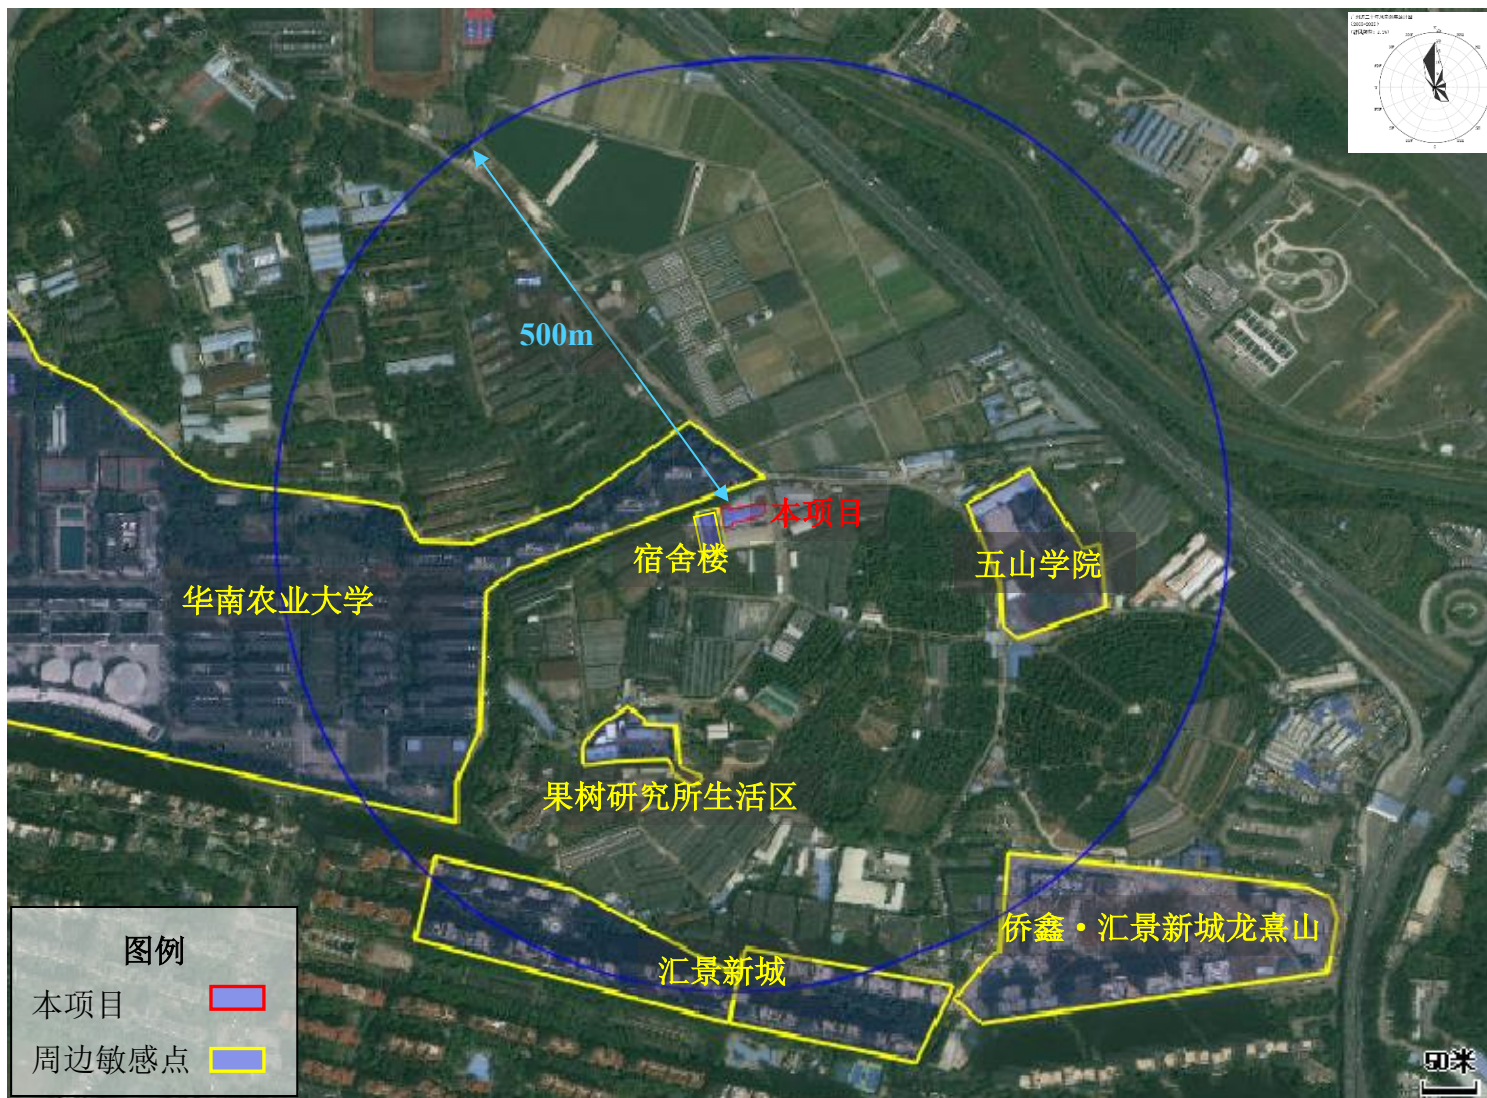 500m
本项目
宿舍楼
五山学院
华南农业大学
果树研究所生活区
侨鑫·汇景新城龙熹山
汇景新城
图例
本项目
周边敏感点
50米